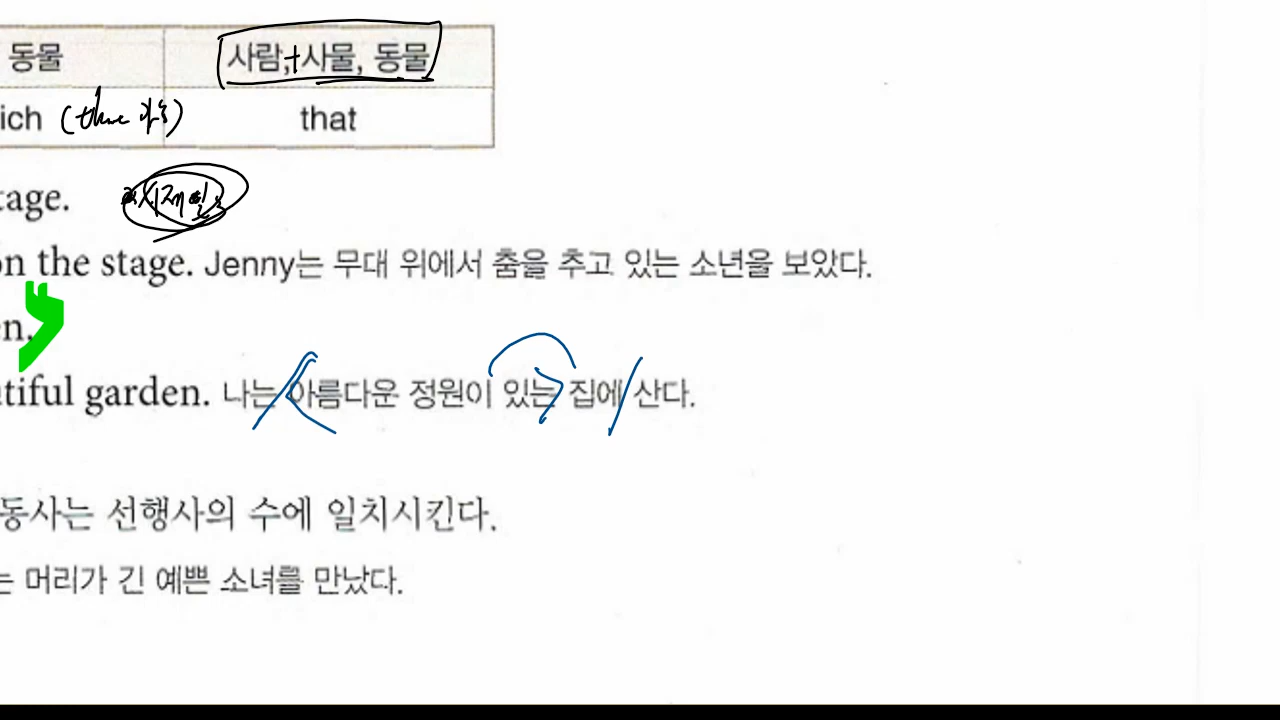 동물 사람,+사물, 동물
ich that
tage.
on the stage. Jenny는 무대 위에서 춤을 추고 있는 소년을 보았다.
en.
tiful garden. 나는 아름다운 정원이 있는 집에 산다.
동사는 선행사의 수에 일치시킨다.
는 머리가 긴 예쁜 소녀를 만났다.